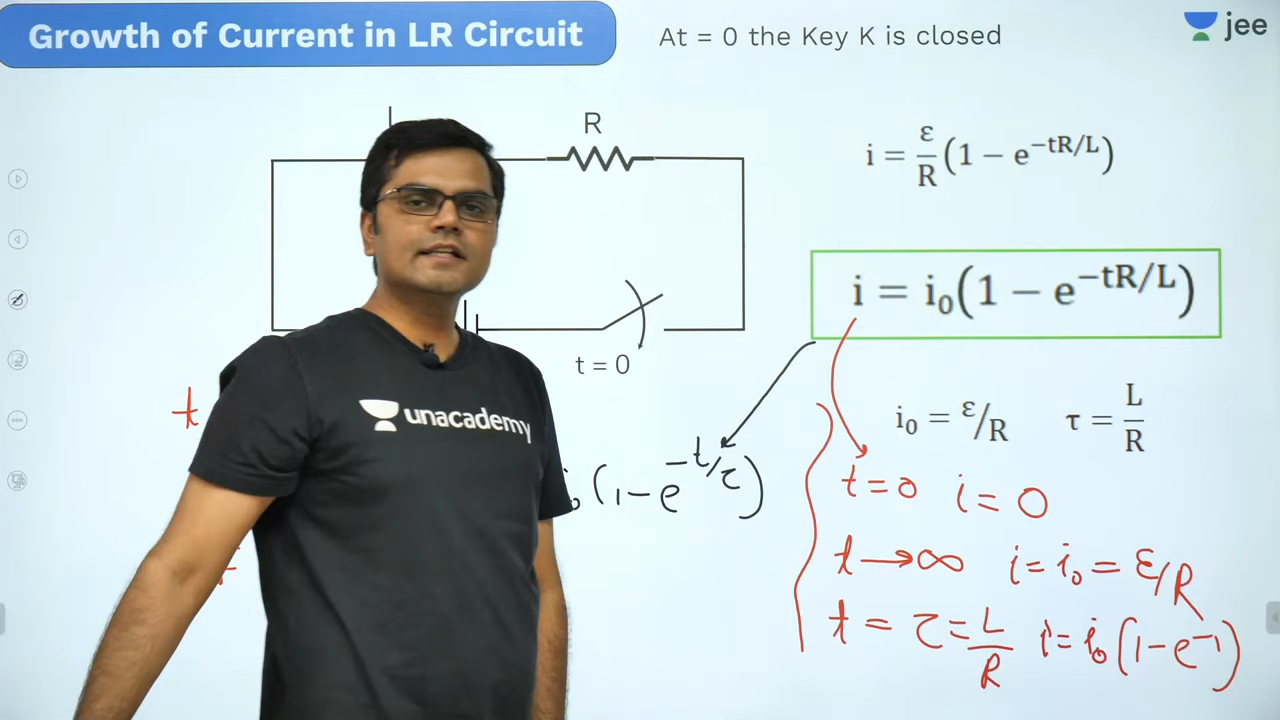 Growth of Current in LR Circuit
At = 0 the Key K is closed
jee
R
i = ε/R (1 − e^−tR/L)
i = i₀(1 − e^−tR/L)
t = 0
i₀ = ε/R
τ = L/R
unacademy
t
₀ (1 − e^−t/τ)
t = 0 i = 0
t → ∞ i = i₀ = ε/R
t = τ = L/R i = i₀(1 − e^−1)